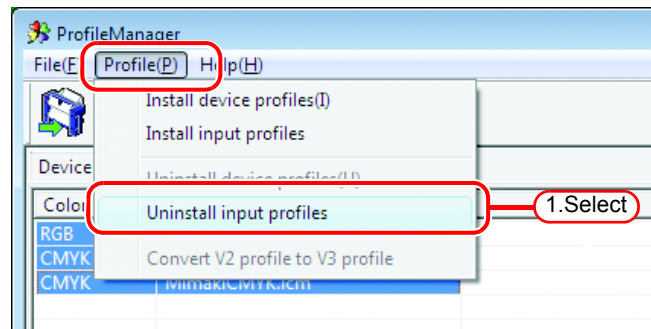 ProfileManager
File(F) Profile(P) Help(H)
Install device profiles(I)
Install input profiles
Device
Uninstall device profiles(U)
Color
Uninstall input profiles
1.Select
RGB
CMYK
Convert V2 profile to V3 profile
CMYK MimakiCMYK.icm